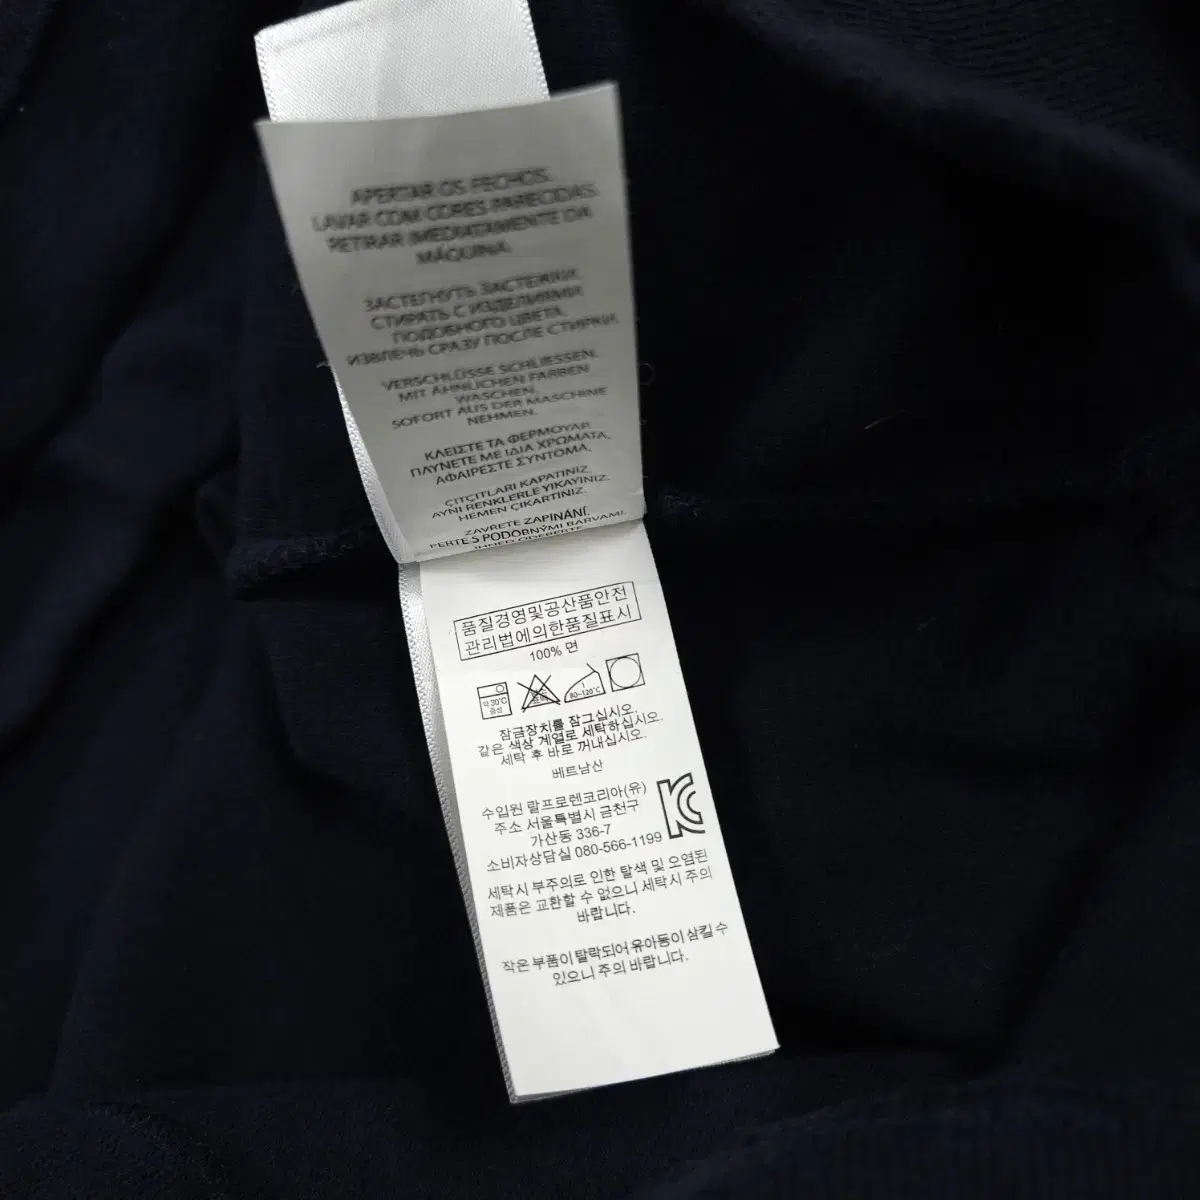 APERTAR OS FECHOS.
LAVAR COM CORES PARECIDAS.
RETIRAR IMEDIATAMENTE DA
MÁQUINA.
ЗАСТЕГНУТЬ ЗАСТЕЖКИ.
СТИРАТЬ С ИЗДЕЛИЯМИ
ПОДОБНОГО ЦВЕТА.
ИЗВЛЕЧЬ СРАЗУ ПОСЛЕ СТИРКИ.
VERSCHLÜSSE SCHLIESSEN.
MIT ÄHNLICHEN FARBEN
WASCHEN.
SOFORT AUS DER MASCHINE
NEHMEN.
ΚΛΕΙΣΤΕ ΤΑ ΦΕΡΜΟΥΑΡ.
ΠΛΥΝΕΤΕ ΜΕ ΙΔΙΑ ΧΡΩΜΑΤΑ.
ΑΦΑΙΡΕΣΤΕ ΣΥΝΤΟΜΑ.
ÇITÇITLARI KAPATINIZ.
AYNI RENKLERLE YIKAYINIZ.
HEMEN ÇIKARTINIZ.
ZAVŘETE ZAPÍNÁNÍ.
PERTE S PODOBNÝMI BARVAMI.
IHNED ODEBERTE
품질경영및공산품안전
관리법에의한품질표시
100% 면
약30℃
중성
80~120℃
잠금장치를 잠그십시오.
같은 색상 계열로 세탁하십시오.
세탁 후 바로 꺼내십시오.
베트남산
수입원 랄프로렌코리아(유)
주소 서울특별시 금천구
가산동 336-7
소비자상담실 080-566-1199
세탁시 부주의로 인한 탈색 및 오염된
제품은 교환할 수 없으니 세탁시 주의
바랍니다.
작은 부품이 탈락되어 유아동이 삼킬 수
있으니 주의 바랍니다.